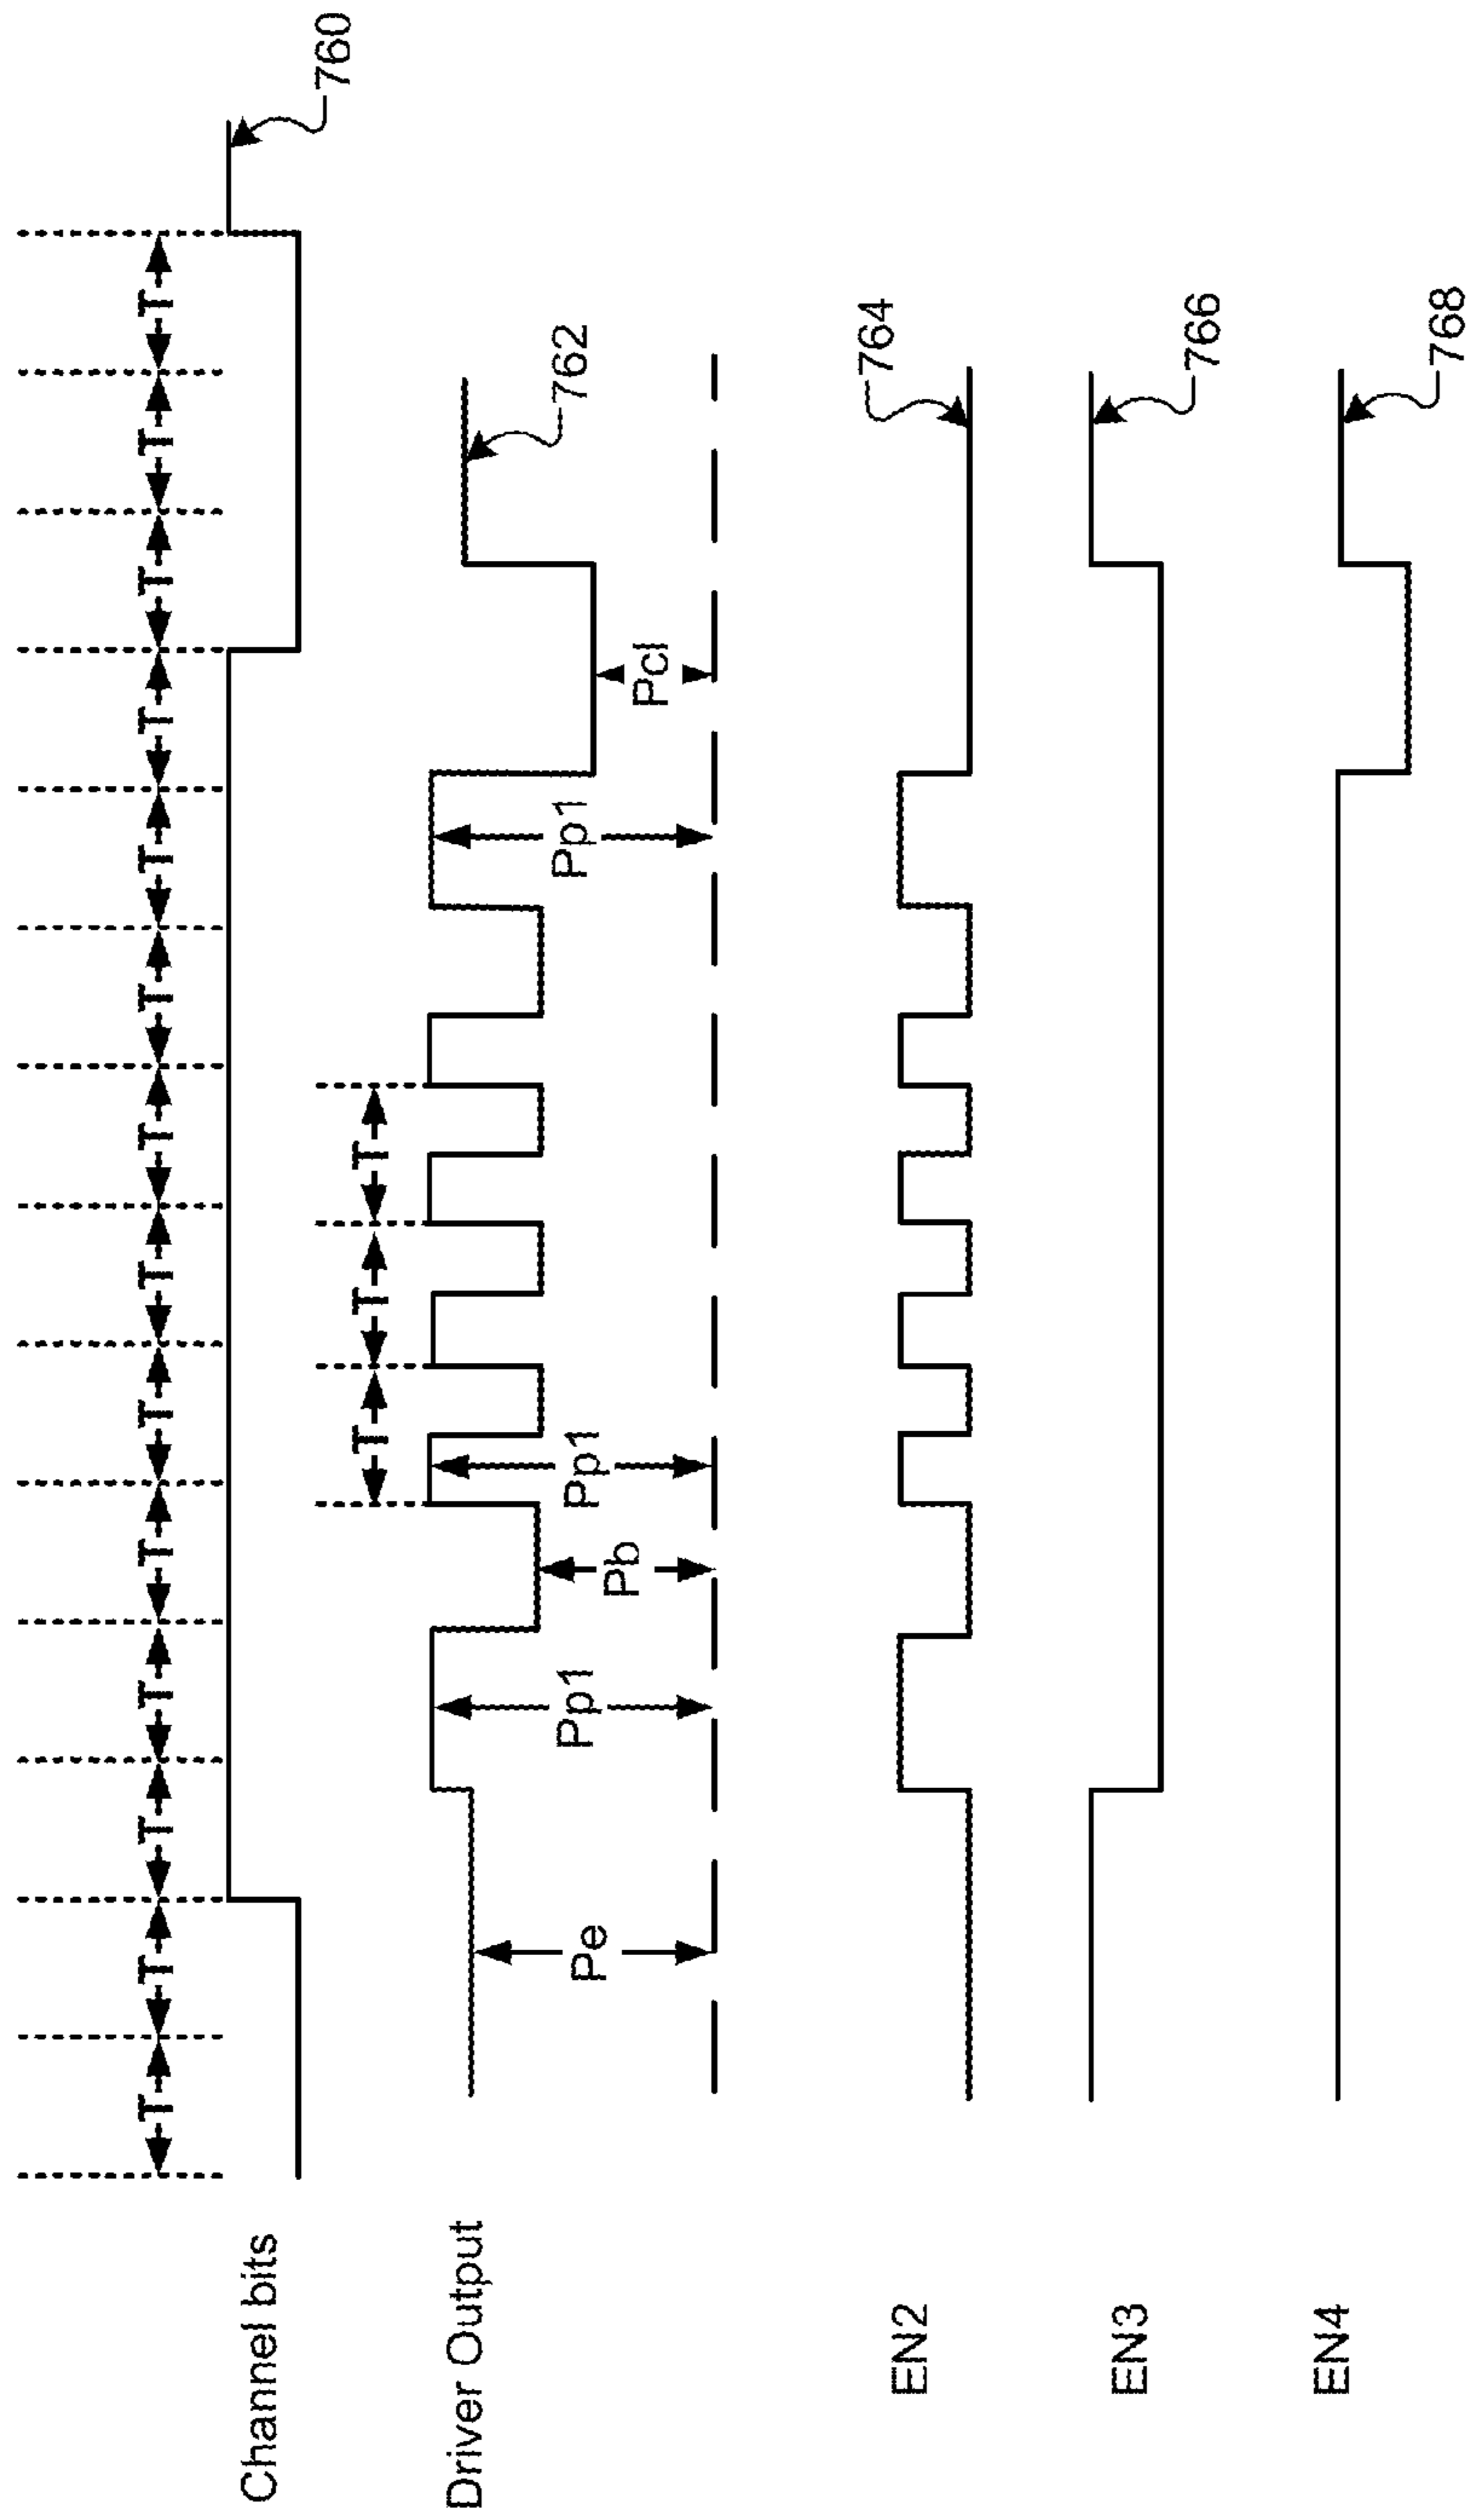 T T T T T T T T T T T T T T
Channel bits
760
T T T
Driver Output
Pe
Pp1
Pb
Pp1
Pp1
Pcl
762
EN2
764
EN3
766
EN4
768